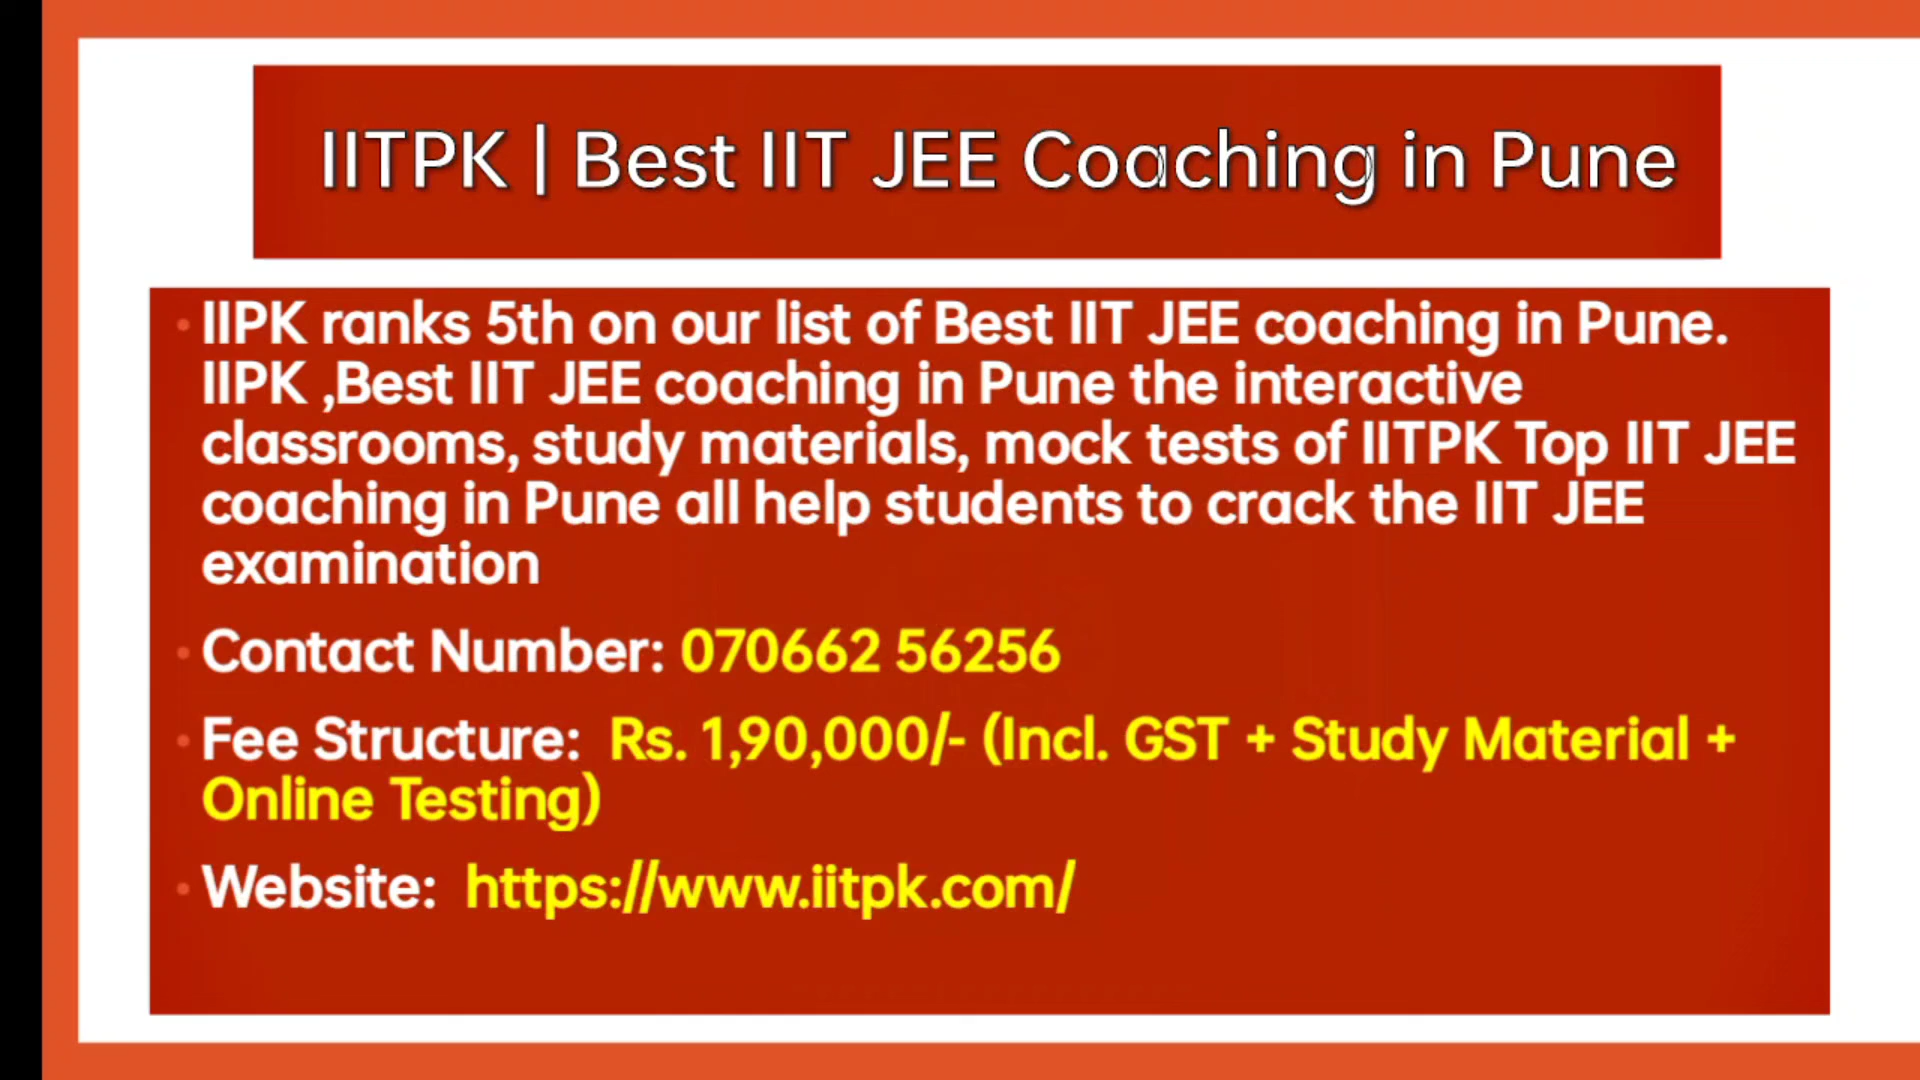 IITPK | Best IIT JEE Coaching in Pune
• IIPK ranks 5th on our list of Best IIT JEE coaching in Pune.
IIPK ,Best IIT JEE coaching in Pune the interactive
classrooms, study materials, mock tests of IITPK Top IIT JEE
coaching in Pune all help students to crack the IIT JEE
examination
• Contact Number: 070662 56256
• Fee Structure:  Rs. 1,90,000/- (Incl. GST + Study Material +
Online Testing)
• Website:  https://www.iitpk.com/